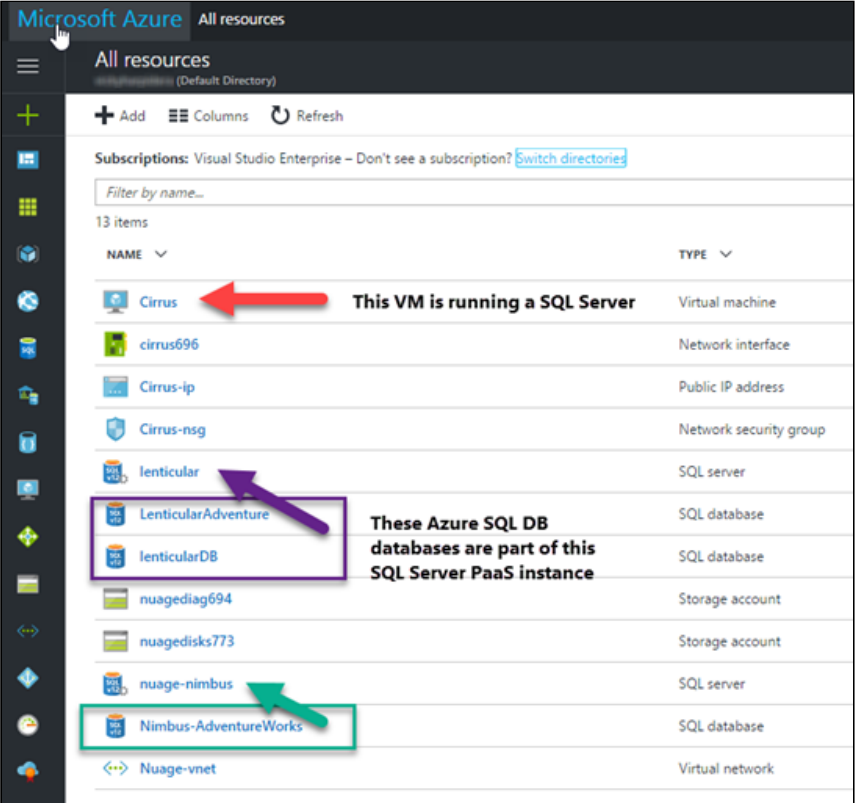 Microsoft Azure All resources
All resources
(Default Directory)
Add Columns Refresh
Subscriptions: Visual Studio Enterprise – Don't see a subscription? Switch directories
Filter by name...
13 items
NAME TYPE
Cirrus This VM is running a SQL Server Virtual machine
cirrus696 Network interface
Cirrus-ip Public IP address
Cirrus-nsg Network security group
lenticular SQL server
LenticularAdventure SQL database
These Azure SQL DB
databases are part of this
SQL Server PaaS instance
lenticularDB SQL database
nuagediag694 Storage account
nuagedisks773 Storage account
nuage-nimbus SQL server
Nimbus-AdventureWorks SQL database
Nuage-vnet Virtual network